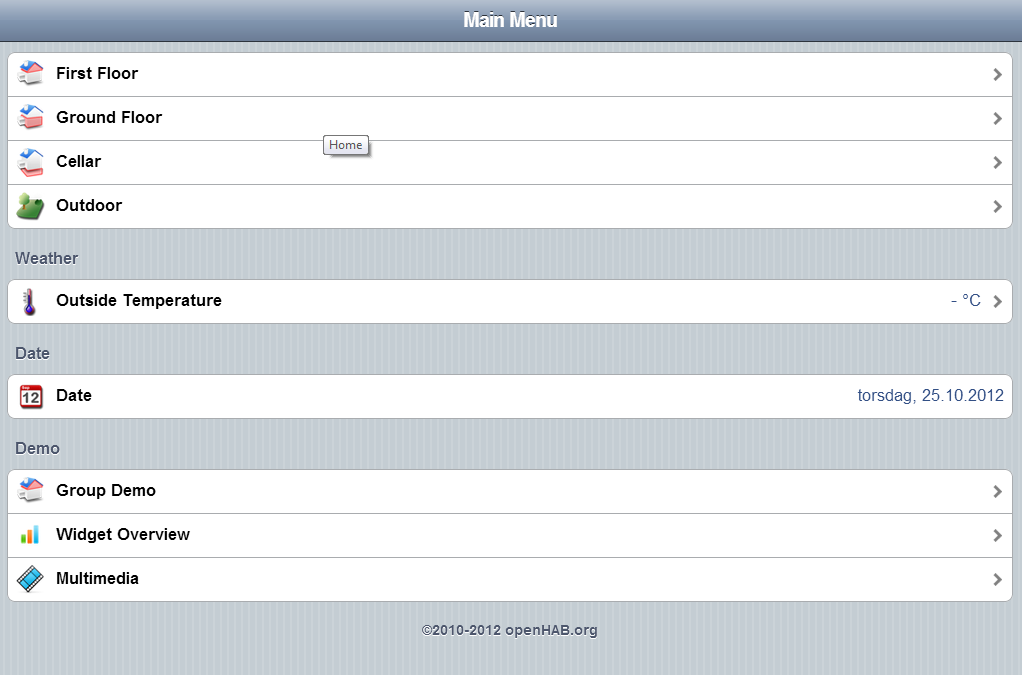 Main Menu
First Floor
Ground Floor
Home
Cellar
Outdoor
Weather
Outside Temperature - °C
Date
12 Date torsdag, 25.10.2012
Demo
Group Demo
Widget Overview
Multimedia
©2010-2012 openHAB.org